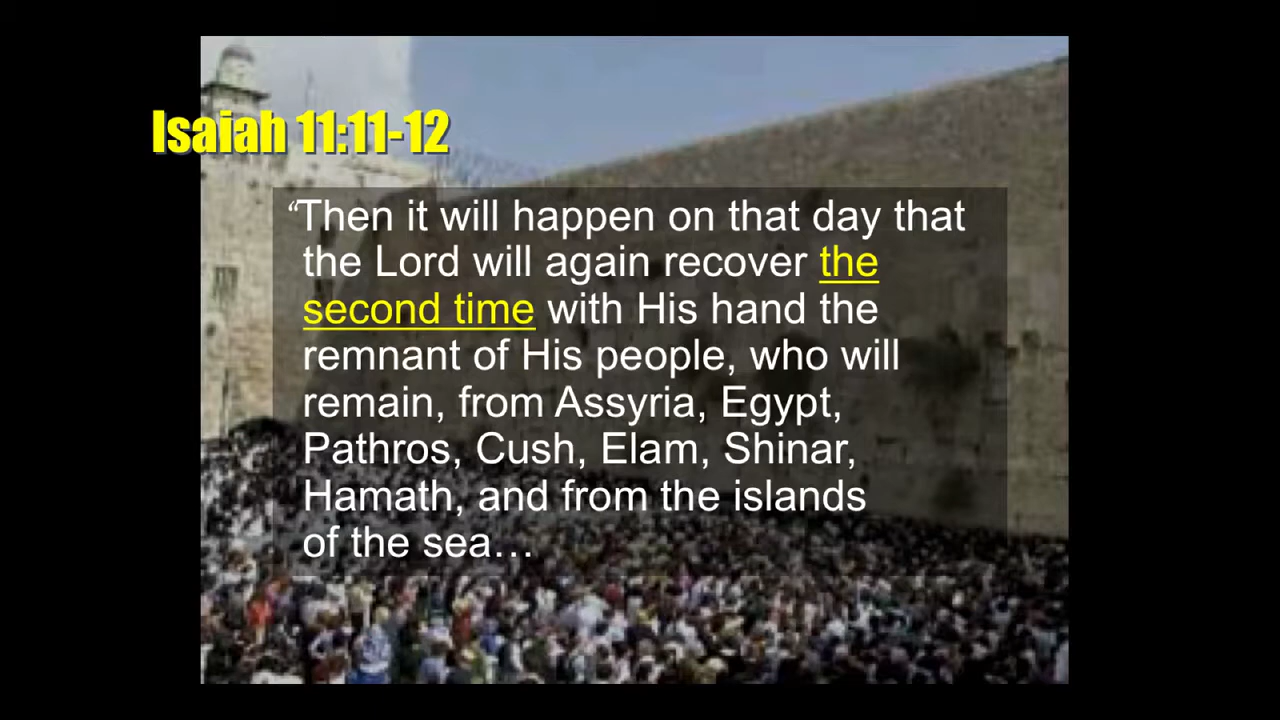 Isaiah 11:11-12
“Then it will happen on that day that
the Lord will again recover the
second time with His hand the
remnant of His people, who will
remain, from Assyria, Egypt,
Pathros, Cush, Elam, Shinar,
Hamath, and from the islands
of the sea…